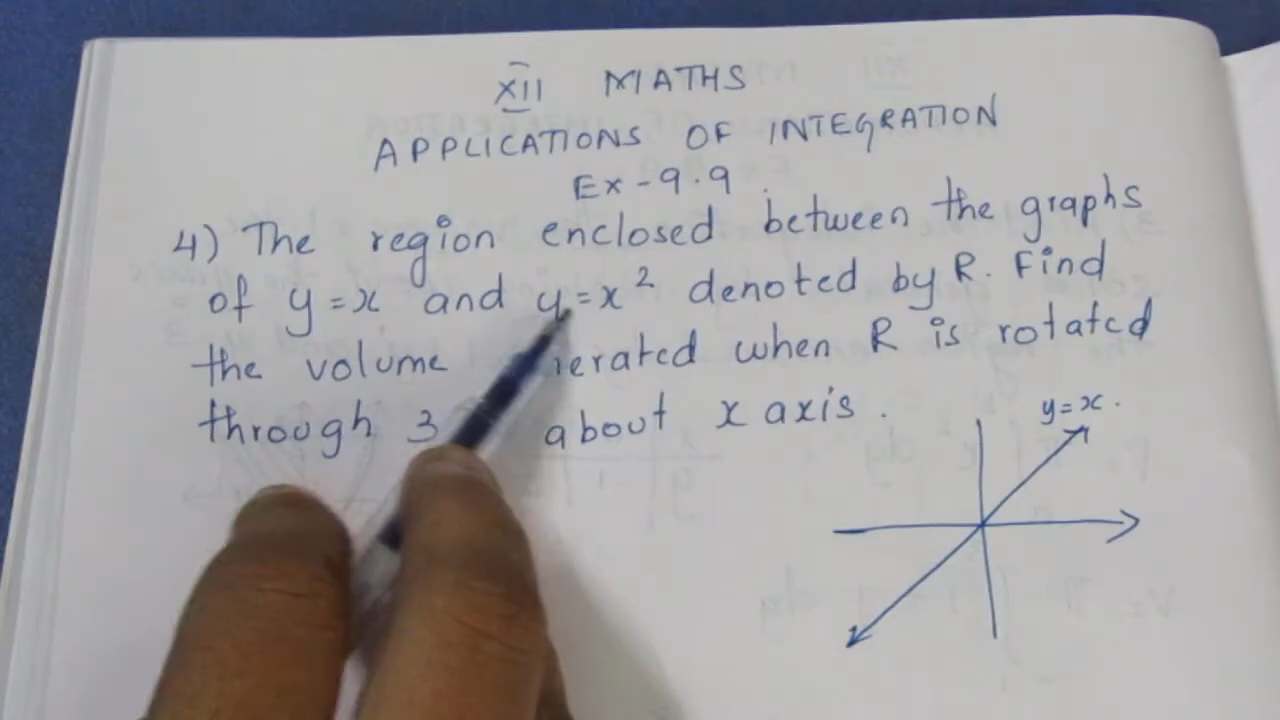 XII MATHS
APPLICATIONS OF INTEGRATION
Ex-9.9.
4) The region enclosed between the graphs
of y=x and y=x² denoted by R. Find
the volume erated when R is rotated
through 3 about x axis.
y=x.